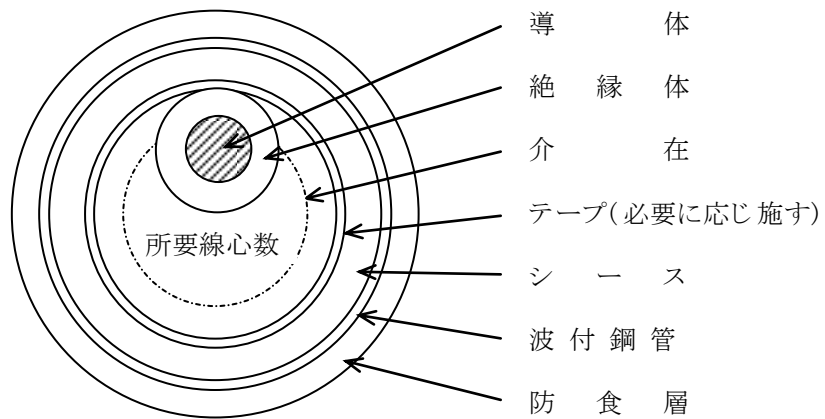 導体
絶縁体
介在
テープ(必要に応じ施す)
所要線心数
シース
波付鋼管
防食層